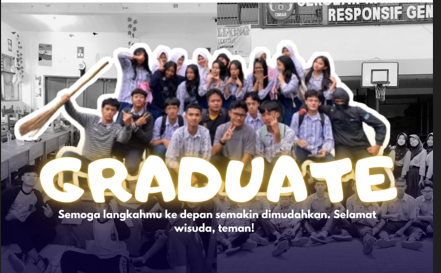 RESPONSIF GEN
GRADUATE
Semoga langkahmu ke depan semakin dimudahkan. Selamat
wisuda, teman!